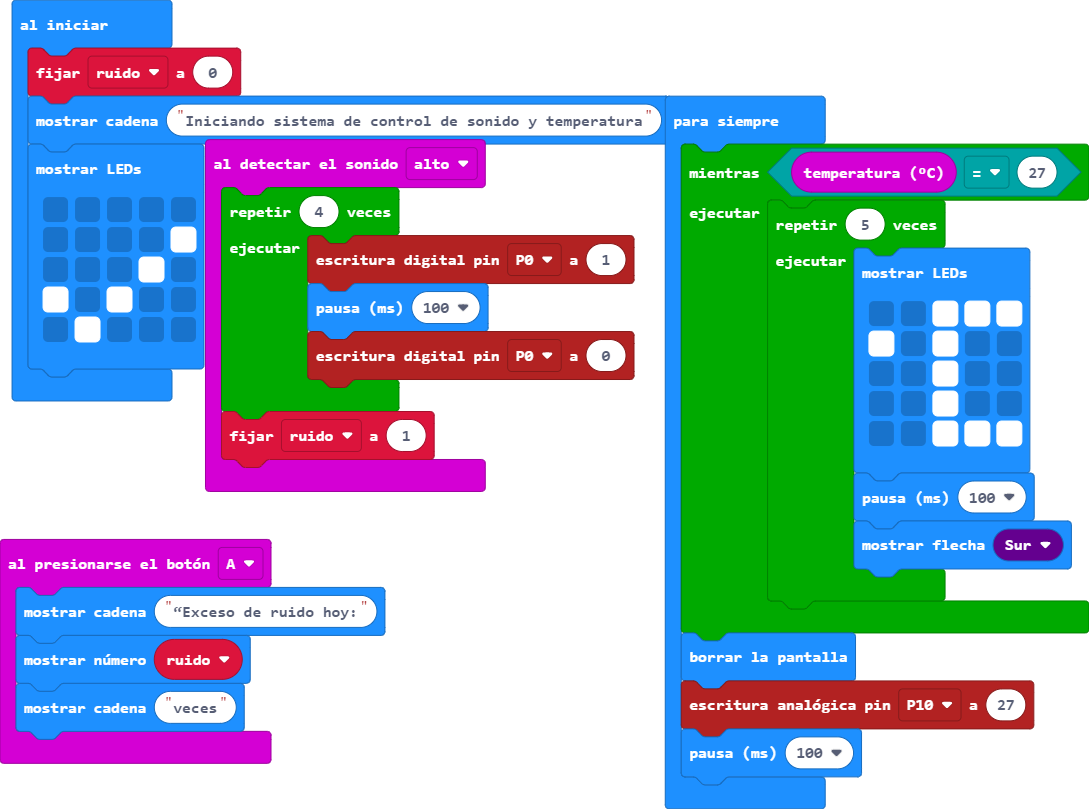 al iniciar
fijar ruido a 0
mostrar cadena "Iniciando sistema de control de sonido y temperatura"
mostrar LEDs
al detectar el sonido alto
repetir 4 veces
ejecutar
escritura digital pin P0 a 1
pausa (ms) 100
escritura digital pin P0 a 0
fijar ruido a 1
al presionarse el botón A
mostrar cadena "“Exceso de ruido hoy:"
mostrar número ruido
mostrar cadena "veces"
para siempre
mientras temperatura (ºC) = 27
ejecutar
repetir 5 veces
ejecutar
mostrar LEDs
pausa (ms) 100
mostrar flecha Sur
borrar la pantalla
escritura analógica pin P10 a 27
pausa (ms) 100